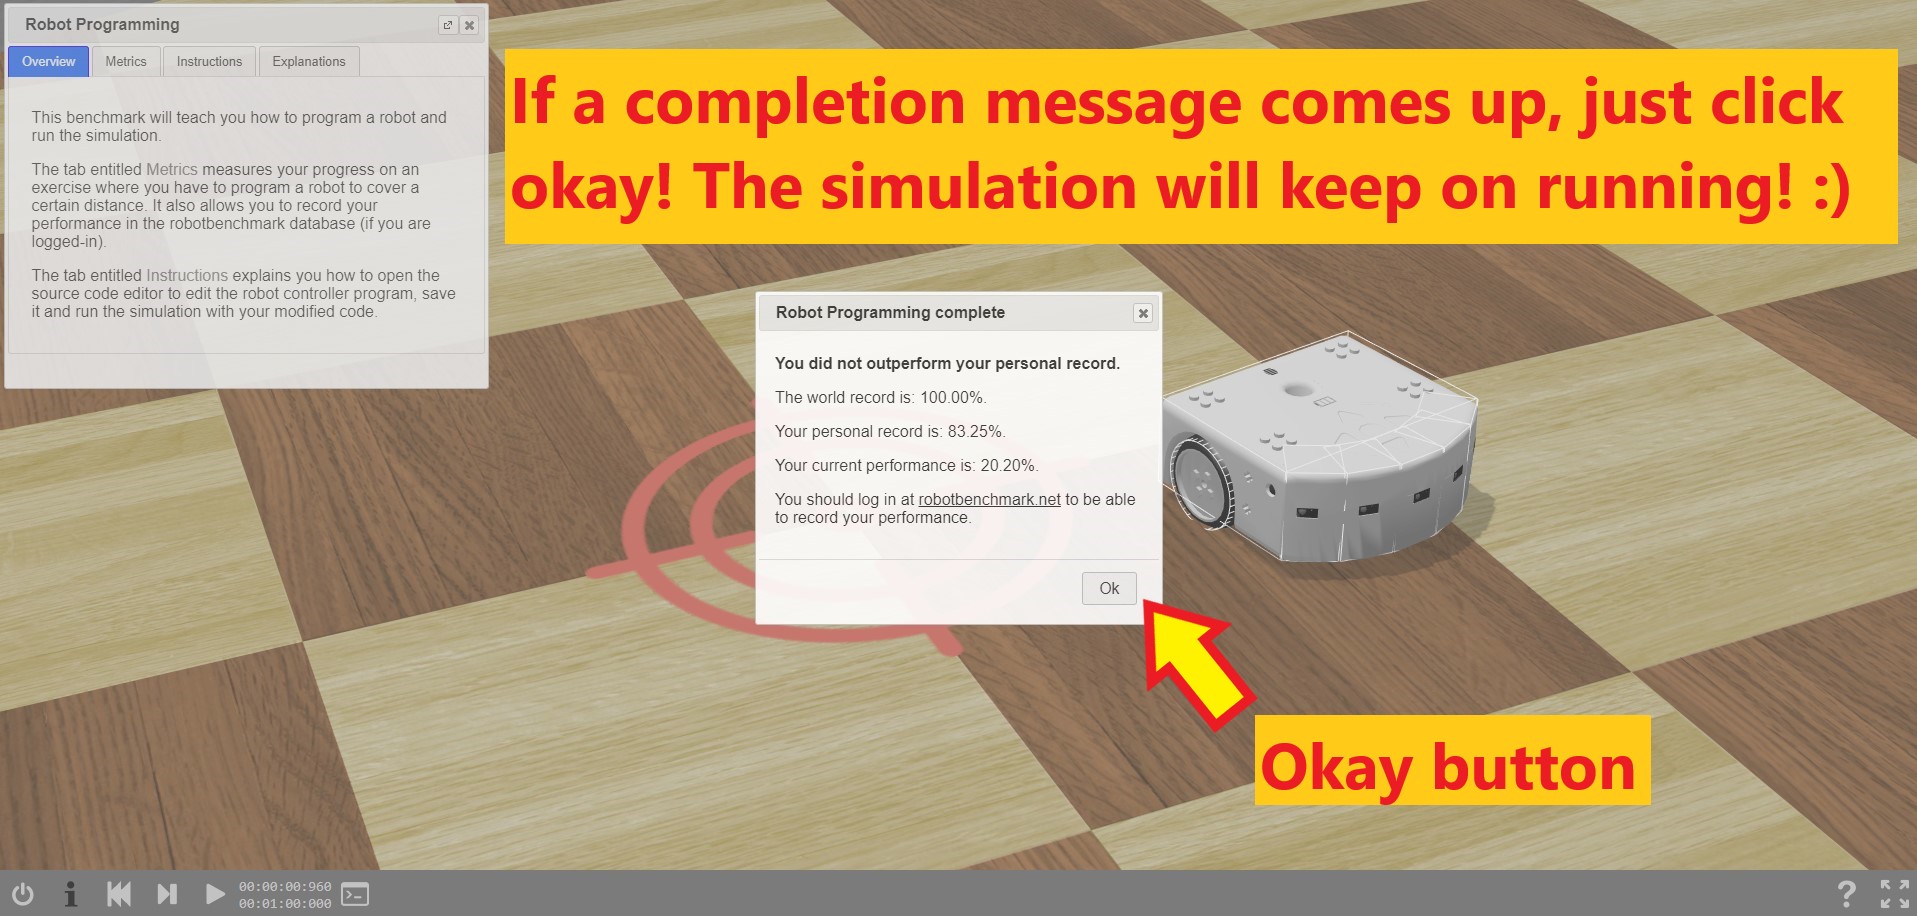 Robot Programming
Overview
Metrics
Instructions
Explanations
This benchmark will teach you how to program a robot and
run the simulation.
The tab entitled Metrics measures your progress on an
exercise where you have to program a robot to cover a
certain distance. It also allows you to record your
performance in the robotbenchmark database (if you are
logged-in).
The tab entitled Instructions explains you how to open the
source code editor to edit the robot controller program, save
it and run the simulation with your modified code.
If a completion message comes up, just click
okay! The simulation will keep on running! :)
Robot Programming complete
You did not outperform your personal record.
The world record is: 100.00%.
Your personal record is: 83.25%.
Your current performance is: 20.20%.
You should log in at robotbenchmark.net to be able
to record your performance.
Ok
Okay button
00:00:00:960
00:01:00:000